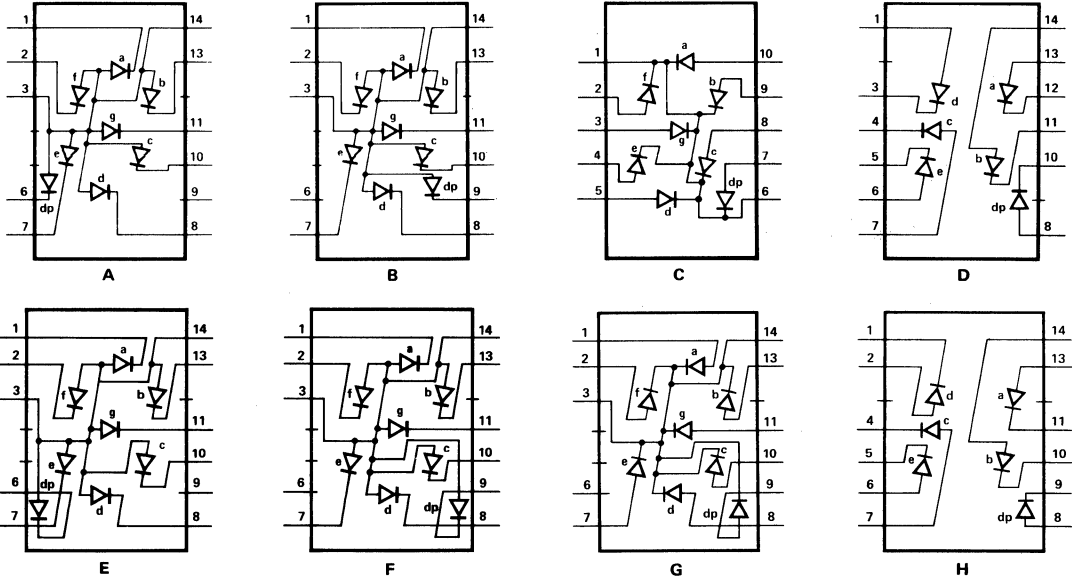 1 14 1 14 1 14
a a a
2 13 2 13 1 10 13
f b f b f b a
3 3 2 9 3 d 12
g 11 g 11 3 g 8 4 c b 11
e c e c e c 5 e
10 10 4 7 10
6 dp d 9 d dp 9 5 d dp 6 6 dp
7 8 7 8 7 8
A B C D
1 14 1 14 1 14 1 14
a a a
2 13 2 13 2 13 2 13
f b f b f b d a
3 3 3
g 11 g 11 g 11 4 c 11
e c e c e c 5 e b
10 10 10 10
6 dp 9 6 9 6 9 6 9
d d dp d dp dp
7 8 7 8 7 8 7 8
E F G H